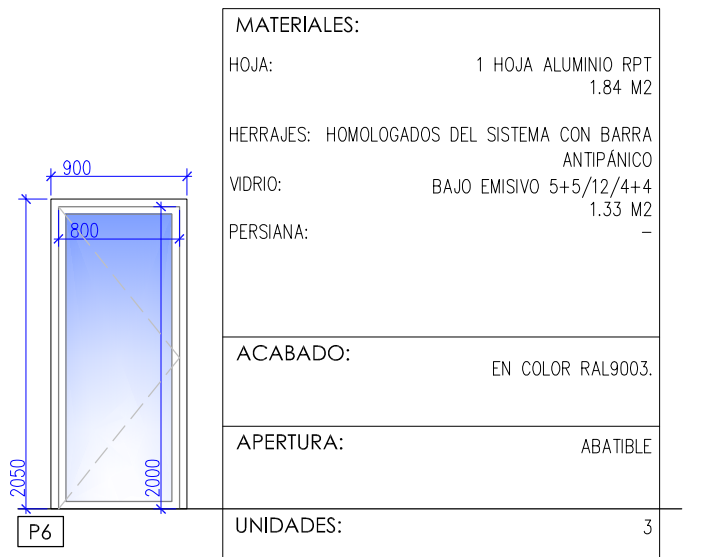 MATERIALES:
HOJA: 1 HOJA ALUMINIO RPT
1.84 M2
HERRAJES: HOMOLOGADOS DEL SISTEMA CON BARRA
ANTIPÁNICO
VIDRIO: BAJO EMISIVO 5+5/12/4+4
1.33 M2
PERSIANA: –
ACABADO: EN COLOR RAL9003.
APERTURA: ABATIBLE
UNIDADES: 3
900
800
2050
2000
P6